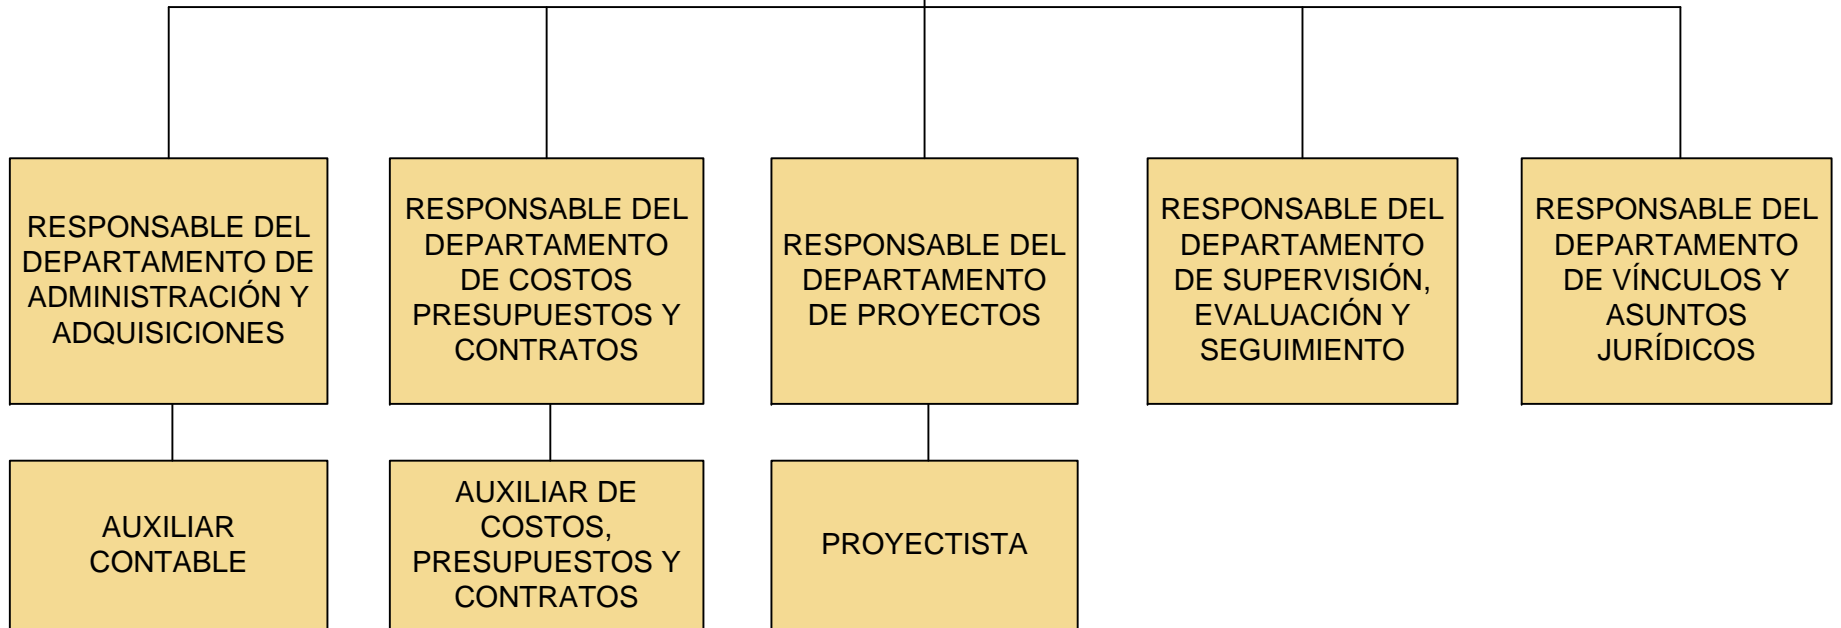 RESPONSABLE DEL
DEPARTAMENTO DE
ADMINISTRACIÓN Y
ADQUISICIONES
RESPONSABLE DEL
DEPARTAMENTO
DE COSTOS
PRESUPUESTOS Y
CONTRATOS
RESPONSABLE DEL
DEPARTAMENTO
DE PROYECTOS
RESPONSABLE DEL
DEPARTAMENTO
DE SUPERVISIÓN,
EVALUACIÓN Y
SEGUIMIENTO
RESPONSABLE DEL
DEPARTAMENTO
DE VÍNCULOS Y
ASUNTOS
JURÍDICOS
AUXILIAR
CONTABLE
AUXILIAR DE
COSTOS,
PRESUPUESTOS Y
CONTRATOS
PROYECTISTA